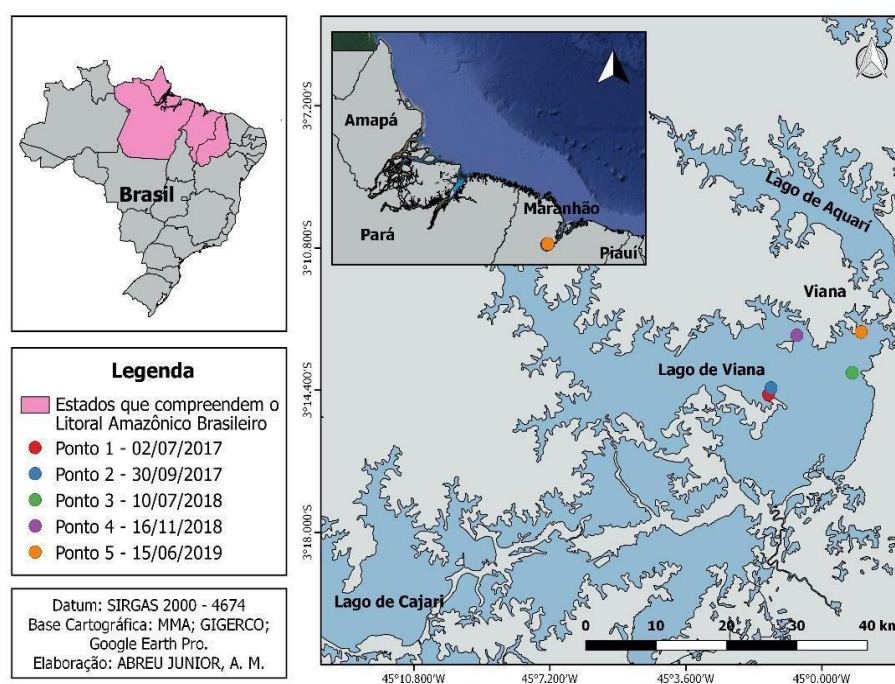 Brasil
Legenda
Estados que compreendem o
Litoral Amazônico Brasileiro
Ponto 1 - 02/07/2017
Ponto 2 - 30/09/2017
Ponto 3 - 10/07/2018
Ponto 4 - 16/11/2018
Ponto 5 - 15/06/2019
Datum: SIRGAS 2000 - 4674
Base Cartográfica: MMA; GIGERCO;
Google Earth Pro.
Elaboração: ABREU JUNIOR, A. M.
Amapá
Pará
Maranhão
Piauí
3°7.200'S
3°10.800'S
3°14.400'S
3°18.000'S
Lago de Aquarí
Viana
Lago de Viana
Lago de Cajari
0 10 20 30 40 km
45°10.800'W 45°7.200'W 45°3.600'W 45°0.000'W